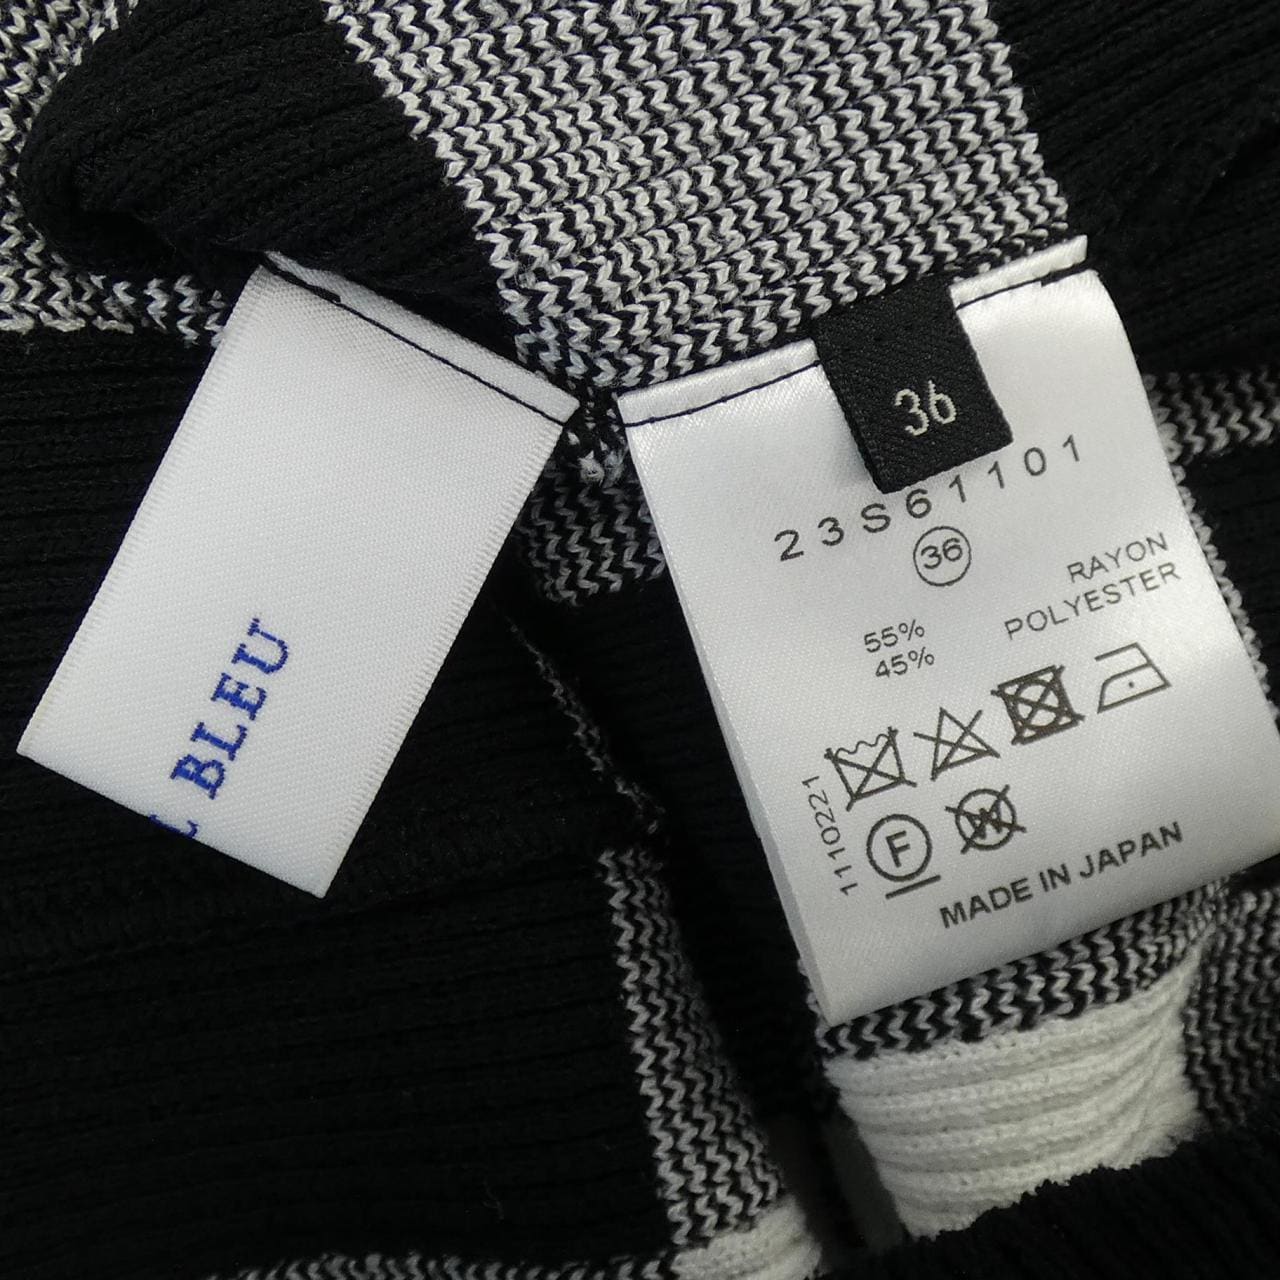 BLEU
36
23S61101
36
RAYON
POLYESTER
55%
45%
1110221
F
W
MADE IN JAPAN